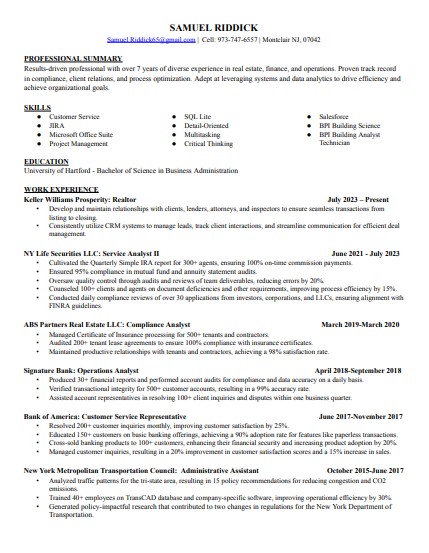 SAMUEL RIDDICK
Samuel.Riddick65@gmail.com | Cell: 973-747-6557 | Montclair NJ, 07042
PROFESSIONAL SUMMARY
Results-driven professional with over 7 years of diverse experience in real estate, finance, and operations. Proven track record
in compliance, client relations, and process optimization. Adept at leveraging systems and data analytics to drive efficiency and
achieve organizational goals.
SKILLS
● Customer Service
● JIRA
● Microsoft Office Suite
● Project Management
● SQL Lite
● Detail-Oriented
● Multitasking
● Critical Thinking
● Salesforce
● BPI Building Science
● BPI Building Analyst
Technician
EDUCATION
University of Hartford - Bachelor of Science in Business Administration
WORK EXPERIENCE
Keller Williams Prosperity: Realtor July 2023 – Present
• Develop and maintain relationships with clients, lenders, attorneys, and inspectors to ensure seamless transactions from
listing to closing.
• Consistently utilize CRM systems to manage leads, track client interactions, and streamline communication for efficient deal
management.
NY Life Securities LLC: Service Analyst II June 2021 - July 2023
• Cultivated the Quarterly Simple IRA report for 300+ agents, ensuring 100% on-time commission payments.
• Ensured 95% compliance in mutual fund and annuity statement audits.
• Oversaw quality control through audits and reviews of team deliverables, reducing errors by 20%.
• Counseled 100+ clients and agents on document deficiencies and other requirements, improving process efficiency by 15%.
• Conducted daily compliance reviews of over 30 applications from investors, corporations, and LLCs, ensuring alignment with
FINRA guidelines.
ABS Partners Real Estate LLC: Compliance Analyst March 2019-March 2020
• Managed Certificate of Insurance processing for 500+ tenants and contractors.
• Audited 200+ tenant lease agreements to ensure 100% compliance with insurance certificates.
• Maintained productive relationships with tenants and contractors, achieving a 98% satisfaction rate.
Signature Bank: Operations Analyst April 2018-September 2018
• Produced 30+ financial reports and performed account audits for compliance and data accuracy on a daily basis.
• Verified transactional integrity for 500+ customer accounts, resulting in a 99% accuracy rate.
• Assisted account representatives in resolving 100+ client inquiries and disputes within one business quarter.
Bank of America: Customer Service Representative June 2017-November 2017
• Resolved 200+ customer inquiries monthly, improving customer satisfaction by 25%.
• Educated 150+ customers on basic banking offerings, achieving a 90% adoption rate for features like paperless transactions.
• Cross-sold banking products to 100+ customers, enhancing their financial security and increasing product adoption by 20%.
• Managed customer inquiries, resulting in a 20% improvement in customer satisfaction scores and a 15% increase in sales.
New York Metropolitan Transportation Council: Administrative Assistant October 2015-June 2017
• Analyzed traffic patterns for the tri-state area, resulting in 15 policy recommendations for reducing congestion and CO2
emissions.
• Trained 40+ employees on TransCAD database and company-specific software, improving operational efficiency by 30%.
• Generated policy-impactful research that contributed to two changes in regulations for the New York Department of
Transportation.